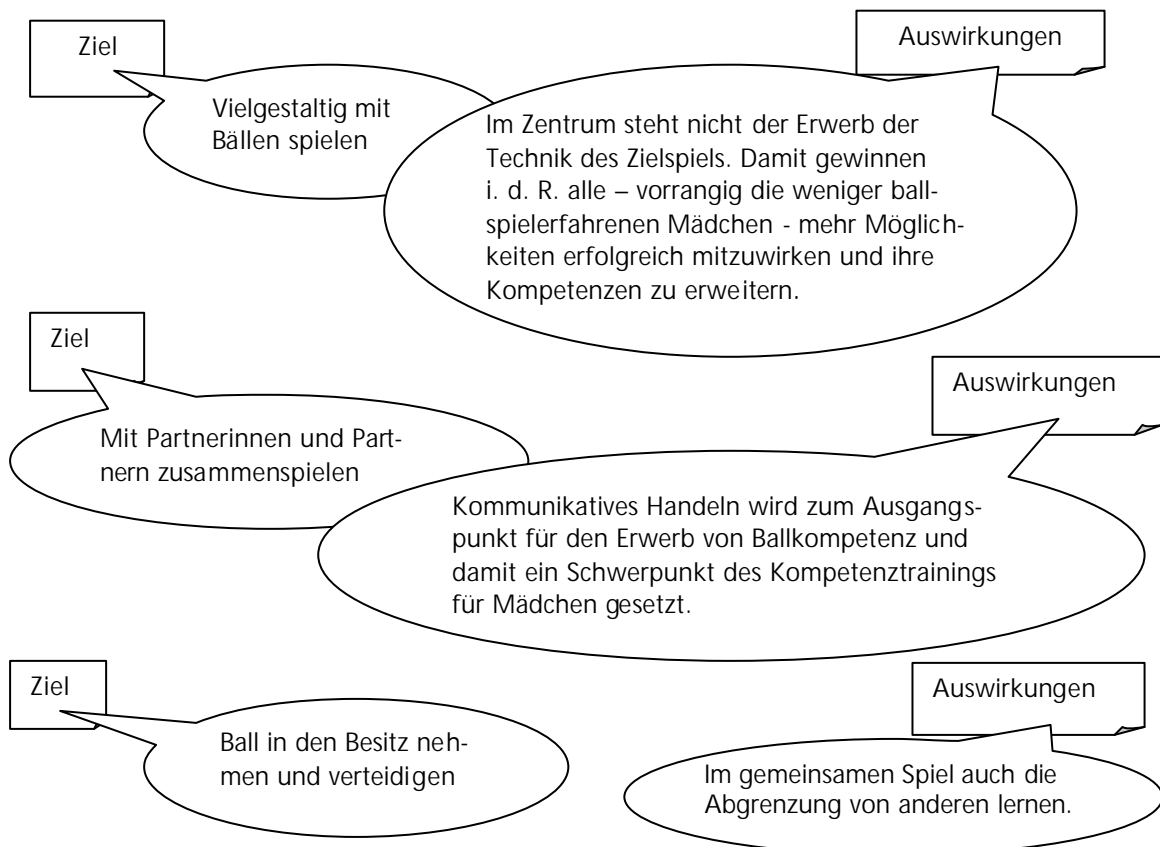 Ziel
Auswirkungen
Vielgestaltig mit
Bällen spielen
Im Zentrum steht nicht der Erwerb der
Technik des Zielspiels. Damit gewinnen
i. d. R. alle – vorrangig die weniger ball-
spielerfahrenen Mädchen - mehr Möglich-
keiten erfolgreich mitzuwirken und ihre
Kompetenzen zu erweitern.
Ziel
Auswirkungen
Mit Partnerinnen und Part-
nern zusammenspielen
Kommunikatives Handeln wird zum Ausgangs-
punkt für den Erwerb von Ballkompetenz und
damit ein Schwerpunkt des Kompetenztrainings
für Mädchen gesetzt.
Ziel
Auswirkungen
Ball in den Besitz neh-
men und verteidigen
Im gemeinsamen Spiel auch die
Abgrenzung von anderen lernen.